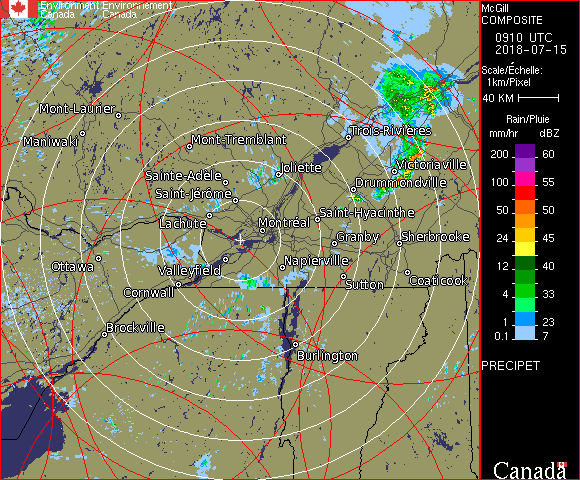 Environment Environnement
Canada Canada
McGill
COMPOSITE
0910 UTC
2018-07-15
Scale/Échelle:
1km/Pixel
40 KM
Rain/Pluie
mm/hr dBZ
200 60
100 55
50 50
24 45
12 40
4 33
1 23
0.1 7
PRECIPET
Canada
Mont-Laurier
Maniwaki
Mont-Tremblant
Trois-Rivières
Joliette
Victoriaville
Sainte-Adèle
Drummondville
Saint-Jérôme
Saint-Hyacinthe
Lachute
Montréal
Granby
Sherbrooke
Ottawa
Valleyfield
Napierville
Cornwall
Sutton
Coaticook
Brockville
Burlington